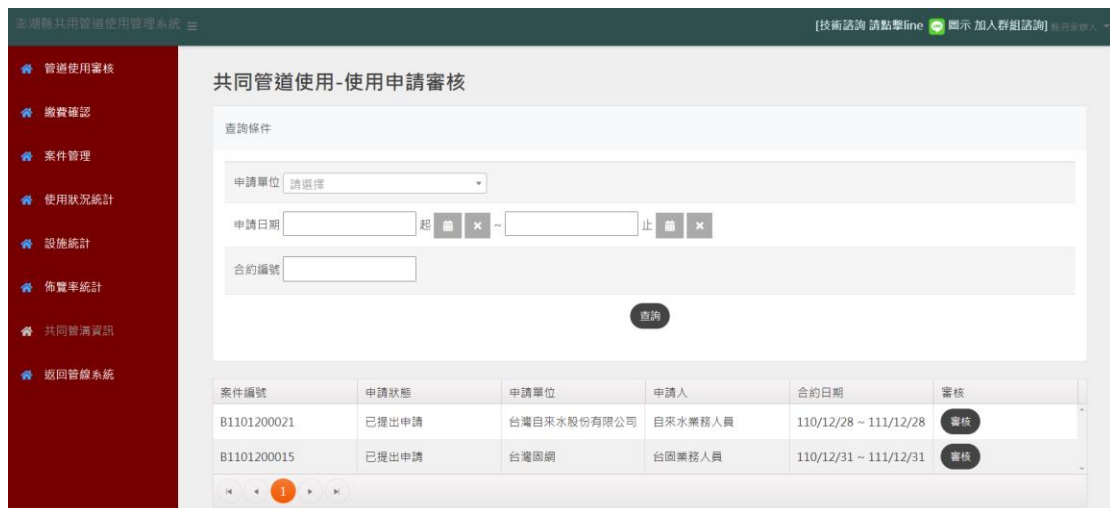 澎湖縣共用管道使用管理系統
[技術諮詢 請點擊line 圖示 加入群組諮詢]
管道使用審核
繳費確認
案件管理
使用狀況統計
設施統計
佈覽率統計
共同管溝資訊
返回管線系統
共同管道使用-使用申請審核
查詢條件
申請單位 請選擇
申請日期 起 ~ 止
合約編號
查詢
案件編號 申請狀態 申請單位 申請人 合約日期 審核
B1101200021 已提出申請 台灣自來水股份有限公司 自來水業務人員 110/12/28 ~ 111/12/28 審核
B1101200015 已提出申請 台灣固網 台固業務人員 110/12/31 ~ 111/12/31 審核
1